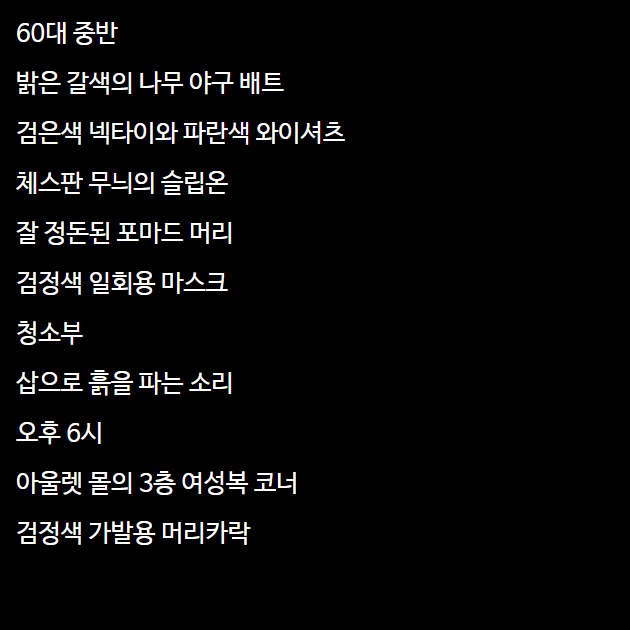 60대 중반
밝은 갈색의 나무 야구 배트
검은색 넥타이와 파란색 와이셔츠
체스판 무늬의 슬립온
잘 정돈된 포마드 머리
검정색 일회용 마스크
청소부
삽으로 흙을 파는 소리
오후 6시
아울렛 몰의 3층 여성복 코너
검정색 가발용 머리카락